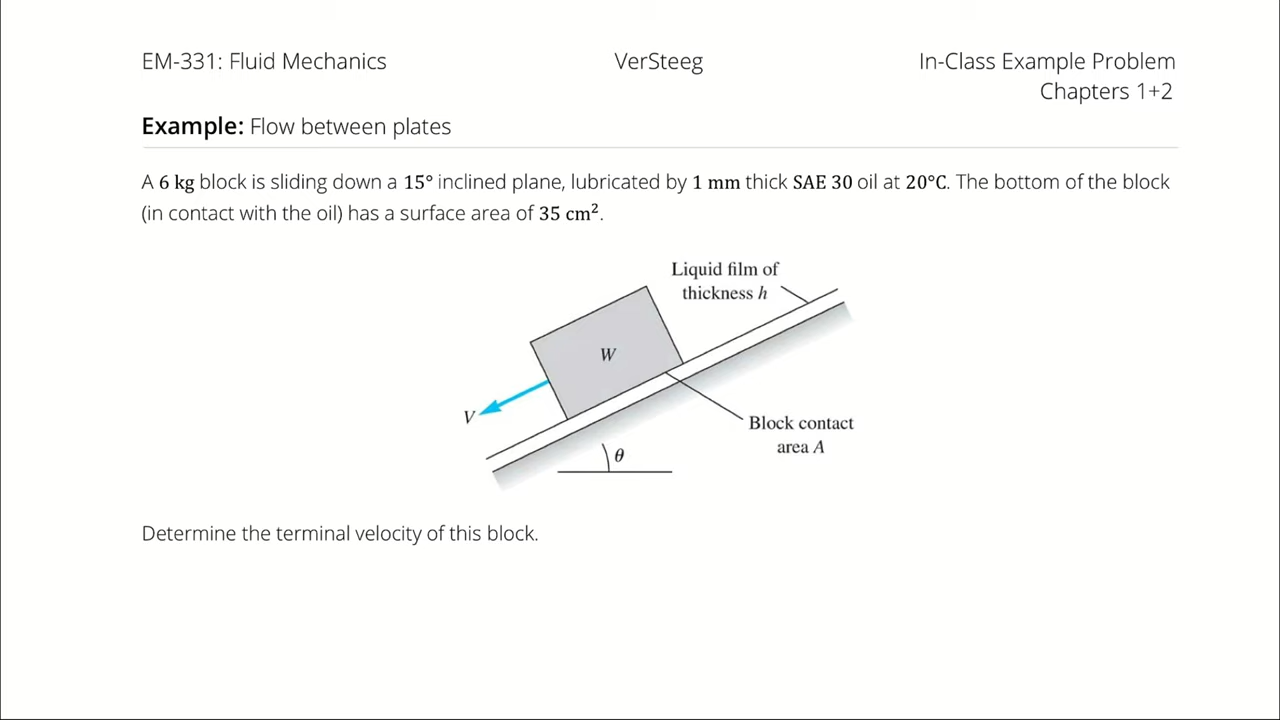 EM-331: Fluid Mechanics VerSteeg In-Class Example Problem
Chapters 1+2
Example: Flow between plates
A 6 kg block is sliding down a 15° inclined plane, lubricated by 1 mm thick SAE 30 oil at 20°C. The bottom of the block
(in contact with the oil) has a surface area of 35 cm².
Liquid film of
thickness h
W
V
Block contact
area A
θ
Determine the terminal velocity of this block.